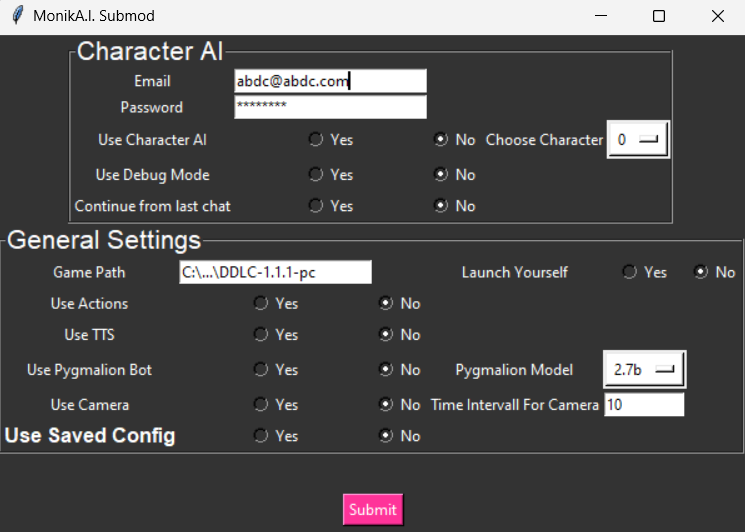 MonikA.I. Submod
Character AI
Email abdc@abdc.com
Password ********
Use Character AI Yes No Choose Character 0
Use Debug Mode Yes No
Continue from last chat Yes No
General Settings
Game Path C:\...\DDLC-1.1.1-pc Launch Yourself Yes No
Use Actions Yes No
Use TTS Yes No
Use Pygmalion Bot Yes No Pygmalion Model 2.7b
Use Camera Yes No Time Intervall For Camera 10
Use Saved Config Yes No
Submit